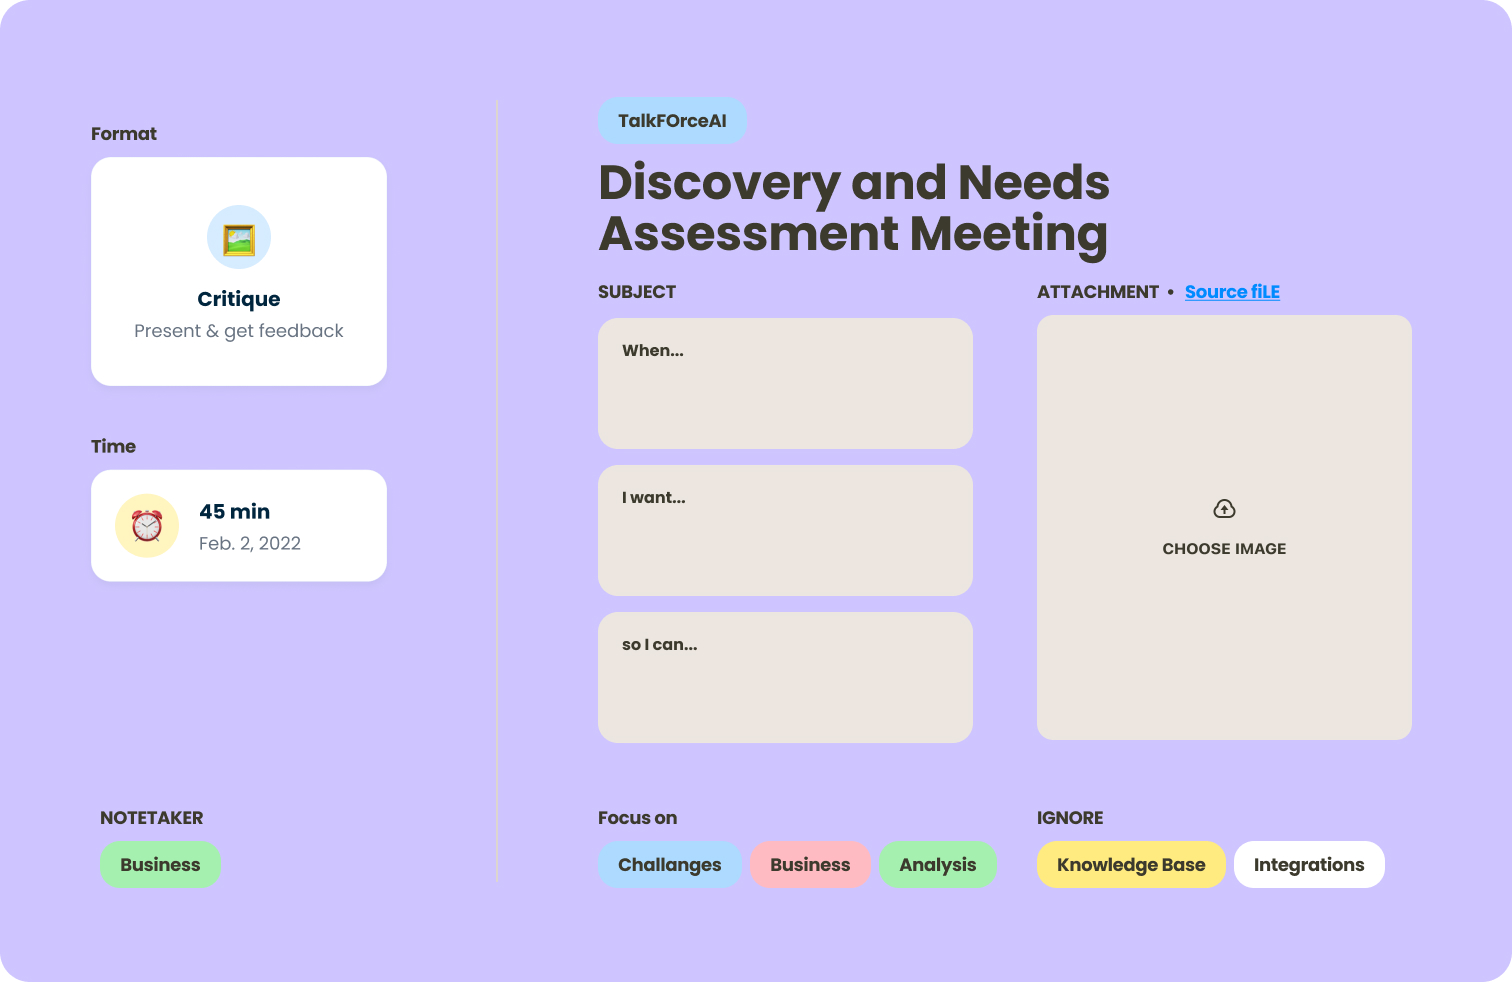 Format
Critique
Present & get feedback
Time
45 min
Feb. 2, 2022
NOTETAKER
Business
TalkFOrceAI
Discovery and Needs
Assessment Meeting
SUBJECT
When...
I want...
so I can...
ATTACHMENT • Source fiLE
CHOOSE IMAGE
Focus on
Challanges Business Analysis
IGNORE
Knowledge Base Integrations